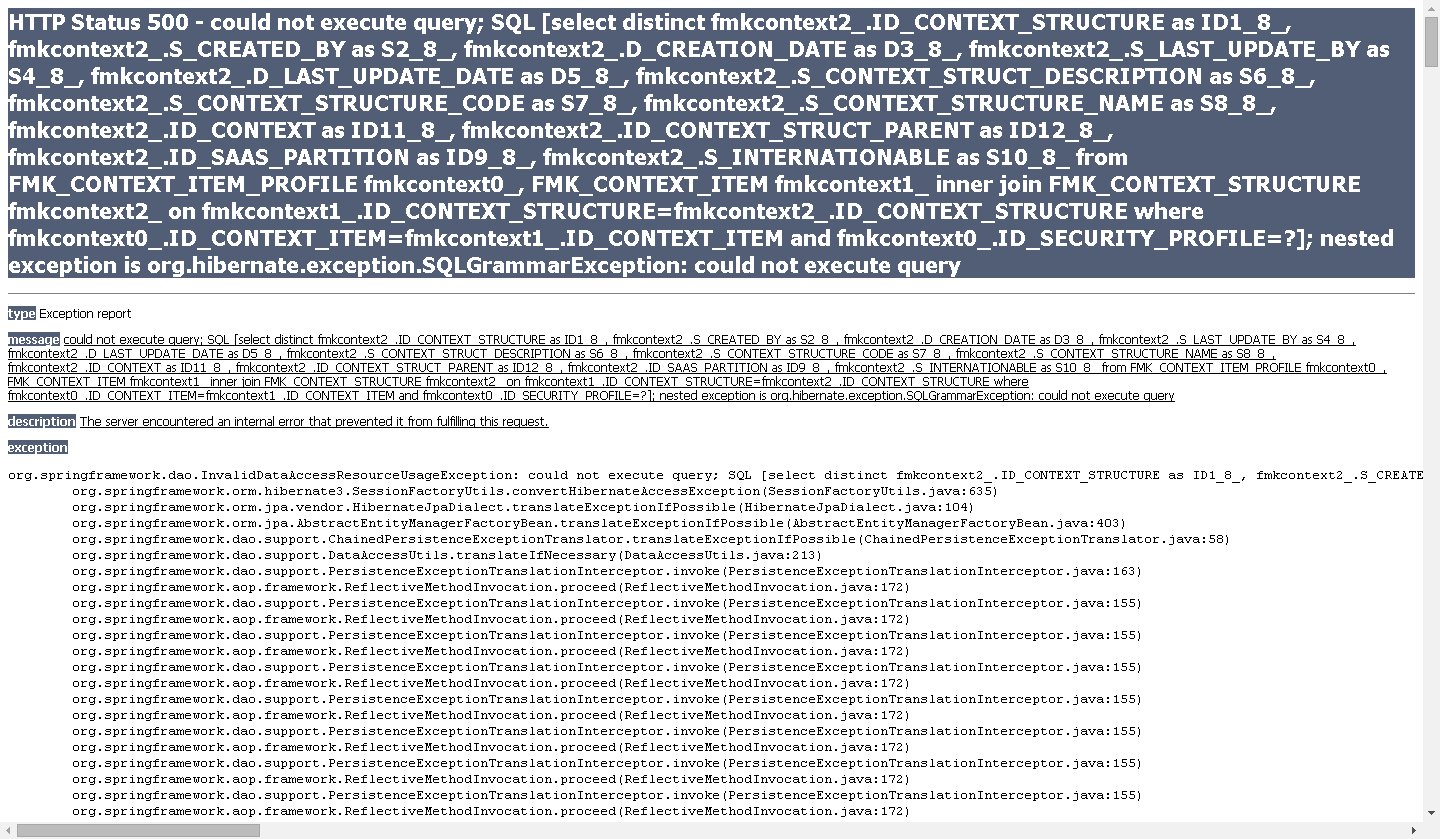 HTTP Status 500 - could not execute query; SQL [select distinct fmkcontext2_.ID_CONTEXT_STRUCTURE as ID1_8_,
fmkcontext2_.S_CREATED_BY as S2_8_, fmkcontext2_.D_CREATION_DATE as D3_8_, fmkcontext2_.S_LAST_UPDATE_BY as
S4_8_, fmkcontext2_.D_LAST_UPDATE_DATE as D5_8_, fmkcontext2_.S_CONTEXT_STRUCT_DESCRIPTION as S6_8_,
fmkcontext2_.S_CONTEXT_STRUCTURE_CODE as S7_8_, fmkcontext2_.S_CONTEXT_STRUCTURE_NAME as S8_8_,
fmkcontext2_.ID_CONTEXT as ID11_8_, fmkcontext2_.ID_CONTEXT_STRUCT_PARENT as ID12_8_,
fmkcontext2_.ID_SAAS_PARTITION as ID9_8_, fmkcontext2_.S_INTERNATIONABLE as S10_8_ from
FMK_CONTEXT_ITEM_PROFILE fmkcontext0_, FMK_CONTEXT_ITEM fmkcontext1_ inner join FMK_CONTEXT_STRUCTURE
fmkcontext2_ on fmkcontext1_.ID_CONTEXT_STRUCTURE=fmkcontext2_.ID_CONTEXT_STRUCTURE where
fmkcontext0_.ID_CONTEXT_ITEM=fmkcontext1_.ID_CONTEXT_ITEM and fmkcontext0_.ID_SECURITY_PROFILE=?]; nested
exception is org.hibernate.exception.SQLGrammarException: could not execute query
type Exception report
message could not execute query; SQL [select distinct fmkcontext2_.ID_CONTEXT_STRUCTURE as ID1_8_, fmkcontext2_.S_CREATED_BY as S2_8_, fmkcontext2_.D_CREATION_DATE as D3_8_, fmkcontext2_.S_LAST_UPDATE_BY as S4_8_,
fmkcontext2_.D_LAST_UPDATE_DATE as D5_8_, fmkcontext2_.S_CONTEXT_STRUCT_DESCRIPTION as S6_8_, fmkcontext2_.S_CONTEXT_STRUCTURE_CODE as S7_8_, fmkcontext2_.S_CONTEXT_STRUCTURE_NAME as S8_8_,
fmkcontext2_.ID_CONTEXT as ID11_8_, fmkcontext2_.ID_CONTEXT_STRUCT_PARENT as ID12_8_, fmkcontext2_.ID_SAAS_PARTITION as ID9_8_, fmkcontext2_.S_INTERNATIONABLE as S10_8_ from FMK_CONTEXT_ITEM_PROFILE fmkcontext0_,
FMK_CONTEXT_ITEM fmkcontext1_ inner join FMK_CONTEXT_STRUCTURE fmkcontext2_ on fmkcontext1_.ID_CONTEXT_STRUCTURE=fmkcontext2_.ID_CONTEXT_STRUCTURE where
fmkcontext0_.ID_CONTEXT_ITEM=fmkcontext1_.ID_CONTEXT_ITEM and fmkcontext0_.ID_SECURITY_PROFILE=?]; nested exception is org.hibernate.exception.SQLGrammarException: could not execute query
description The server encountered an internal error that prevented it from fulfilling this request.
exception
org.springframework.dao.InvalidDataAccessResourceUsageException: could not execute query; SQL [select distinct fmkcontext2_.ID_CONTEXT_STRUCTURE as ID1_8_, fmkcontext2_.S_CREATE
org.springframework.orm.hibernate3.SessionFactoryUtils.convertHibernateAccessException(SessionFactoryUtils.java:635)
org.springframework.orm.jpa.vendor.HibernateJpaDialect.translateExceptionIfPossible(HibernateJpaDialect.java:104)
org.springframework.orm.jpa.AbstractEntityManagerFactoryBean.translateExceptionIfPossible(AbstractEntityManagerFactoryBean.java:403)
org.springframework.dao.support.ChainedPersistenceExceptionTranslator.translateExceptionIfPossible(ChainedPersistenceExceptionTranslator.java:58)
org.springframework.dao.support.DataAccessUtils.translateIfNecessary(DataAccessUtils.java:213)
org.springframework.dao.support.PersistenceExceptionTranslationInterceptor.invoke(PersistenceExceptionTranslationInterceptor.java:163)
org.springframework.aop.framework.ReflectiveMethodInvocation.proceed(ReflectiveMethodInvocation.java:172)
org.springframework.dao.support.PersistenceExceptionTranslationInterceptor.invoke(PersistenceExceptionTranslationInterceptor.java:155)
org.springframework.aop.framework.ReflectiveMethodInvocation.proceed(ReflectiveMethodInvocation.java:172)
org.springframework.dao.support.PersistenceExceptionTranslationInterceptor.invoke(PersistenceExceptionTranslationInterceptor.java:155)
org.springframework.aop.framework.ReflectiveMethodInvocation.proceed(ReflectiveMethodInvocation.java:172)
org.springframework.dao.support.PersistenceExceptionTranslationInterceptor.invoke(PersistenceExceptionTranslationInterceptor.java:155)
org.springframework.aop.framework.ReflectiveMethodInvocation.proceed(ReflectiveMethodInvocation.java:172)
org.springframework.dao.support.PersistenceExceptionTranslationInterceptor.invoke(PersistenceExceptionTranslationInterceptor.java:155)
org.springframework.aop.framework.ReflectiveMethodInvocation.proceed(ReflectiveMethodInvocation.java:172)
org.springframework.dao.support.PersistenceExceptionTranslationInterceptor.invoke(PersistenceExceptionTranslationInterceptor.java:155)
org.springframework.aop.framework.ReflectiveMethodInvocation.proceed(ReflectiveMethodInvocation.java:172)
org.springframework.dao.support.PersistenceExceptionTranslationInterceptor.invoke(PersistenceExceptionTranslationInterceptor.java:155)
org.springframework.aop.framework.ReflectiveMethodInvocation.proceed(ReflectiveMethodInvocation.java:172)
org.springframework.dao.support.PersistenceExceptionTranslationInterceptor.invoke(PersistenceExceptionTranslationInterceptor.java:155)
org.springframework.aop.framework.ReflectiveMethodInvocation.proceed(ReflectiveMethodInvocation.java:172)